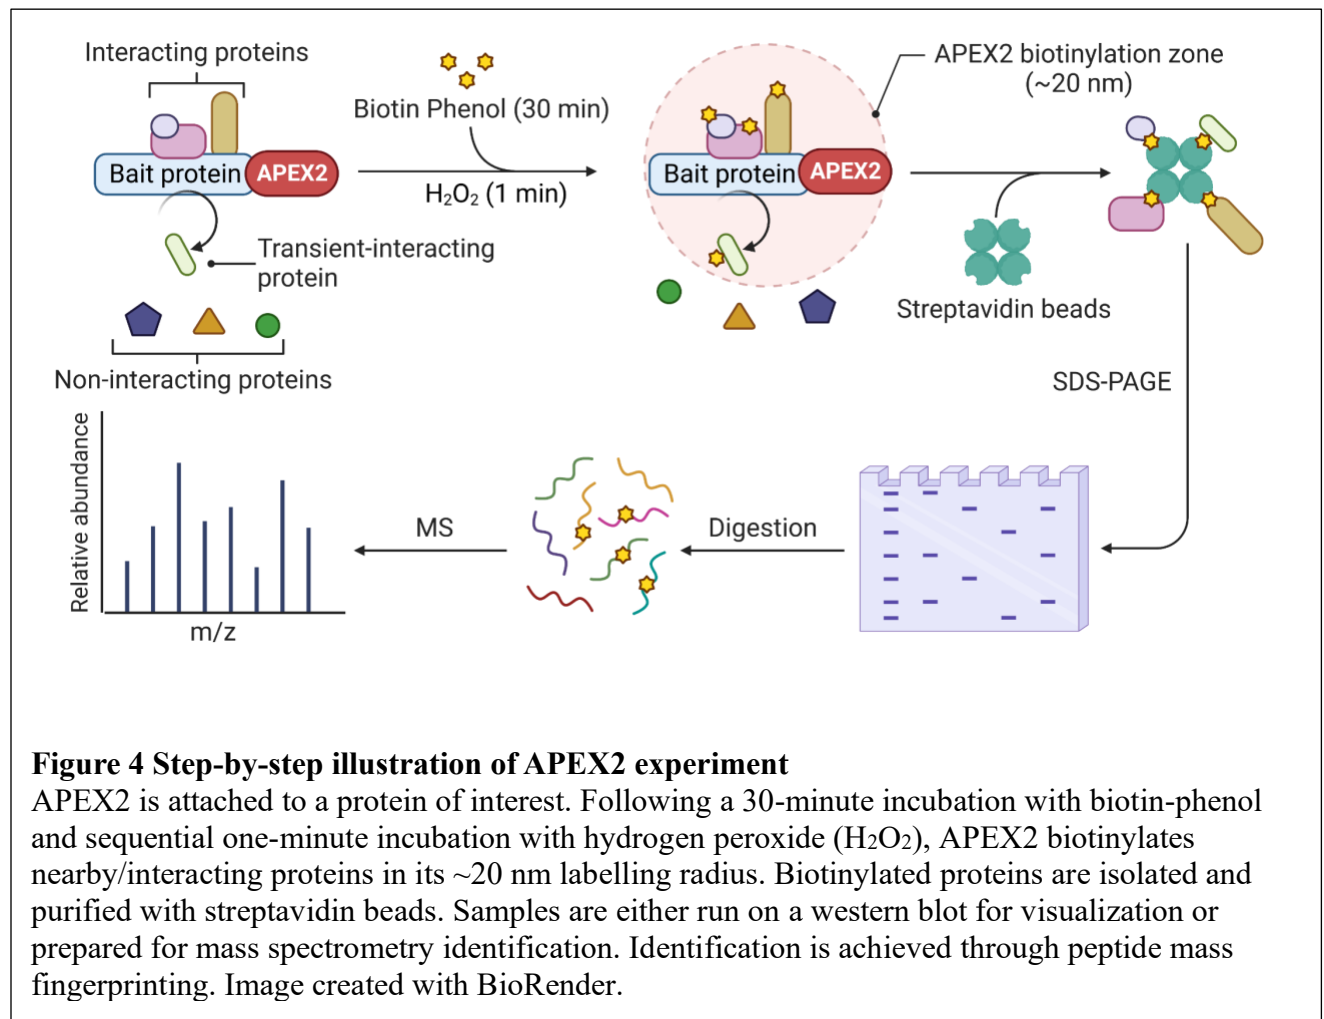 Interacting proteins
Biotin Phenol (30 min)
H₂O₂ (1 min)
Bait protein
APEX2
Transient-interacting
protein
Non-interacting proteins
APEX2 biotinylation zone
(~20 nm)
Bait protein
APEX2
Streptavidin beads
SDS-PAGE
Digestion
MS
Relative abundance
m/z
Figure 4 Step-by-step illustration of APEX2 experiment
APEX2 is attached to a protein of interest. Following a 30-minute incubation with biotin-phenol
and sequential one-minute incubation with hydrogen peroxide (H₂O₂), APEX2 biotinylates
nearby/interacting proteins in its ~20 nm labelling radius. Biotinylated proteins are isolated and
purified with streptavidin beads. Samples are either run on a western blot for visualization or
prepared for mass spectrometry identification. Identification is achieved through peptide mass
fingerprinting. Image created with BioRender.